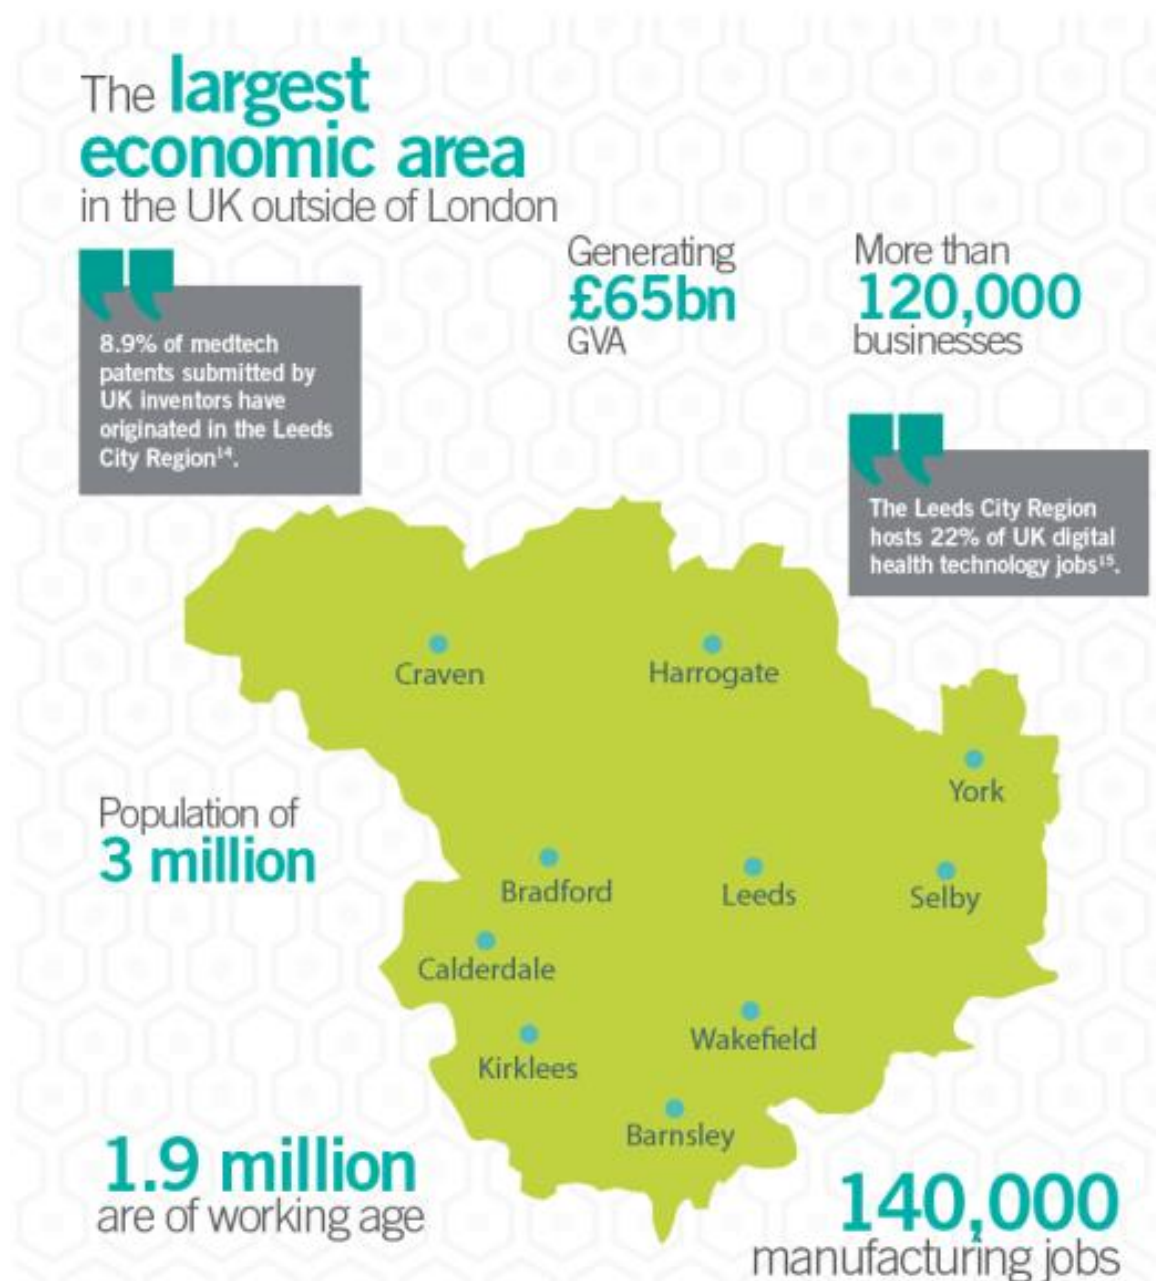 The largest
economic area
in the UK outside of London
Generating
£65bn
GVA
More than
120,000
businesses
8.9% of medtech
patents submitted by
UK inventors have
originated in the Leeds
City Region¹⁴.
The Leeds City Region
hosts 22% of UK digital
health technology jobs¹⁵.
Craven
Harrogate
York
Population of
3 million
Bradford
Leeds
Selby
Calderdale
Wakefield
Kirklees
Barnsley
1.9 million
are of working age
140,000
manufacturing jobs